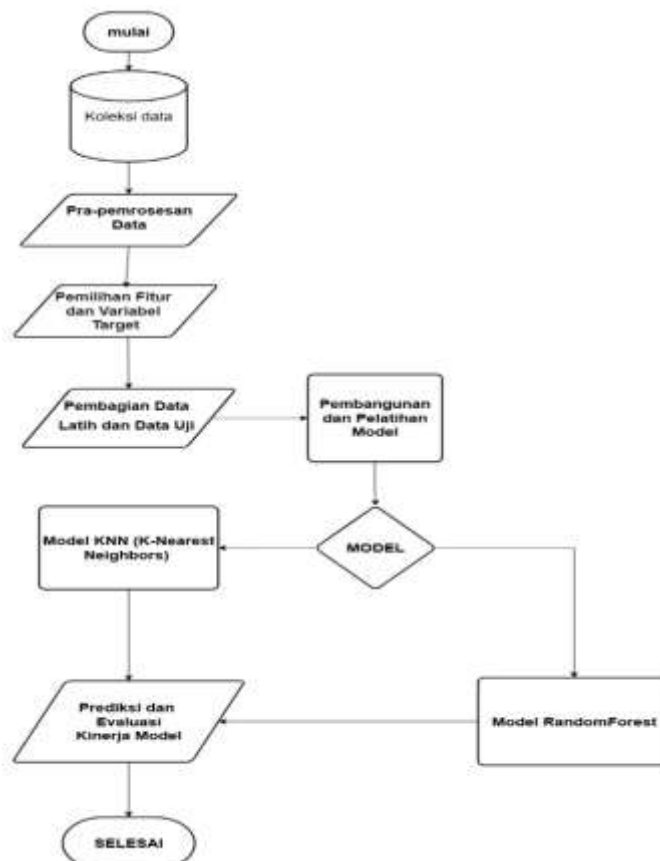 mulai
Koleksi data
Pra-pemrosesan
Data
Pemilihan Fitur
dan Variabel
Target
Pembagian Data
Latih dan Data Uji
Pembangunan
dan Pelatihan
Model
MODEL
Model KNN (K-Nearest
Neighbors)
Model RandomForest
Prediksi dan
Evaluasi
Kinerja Model
SELESAI